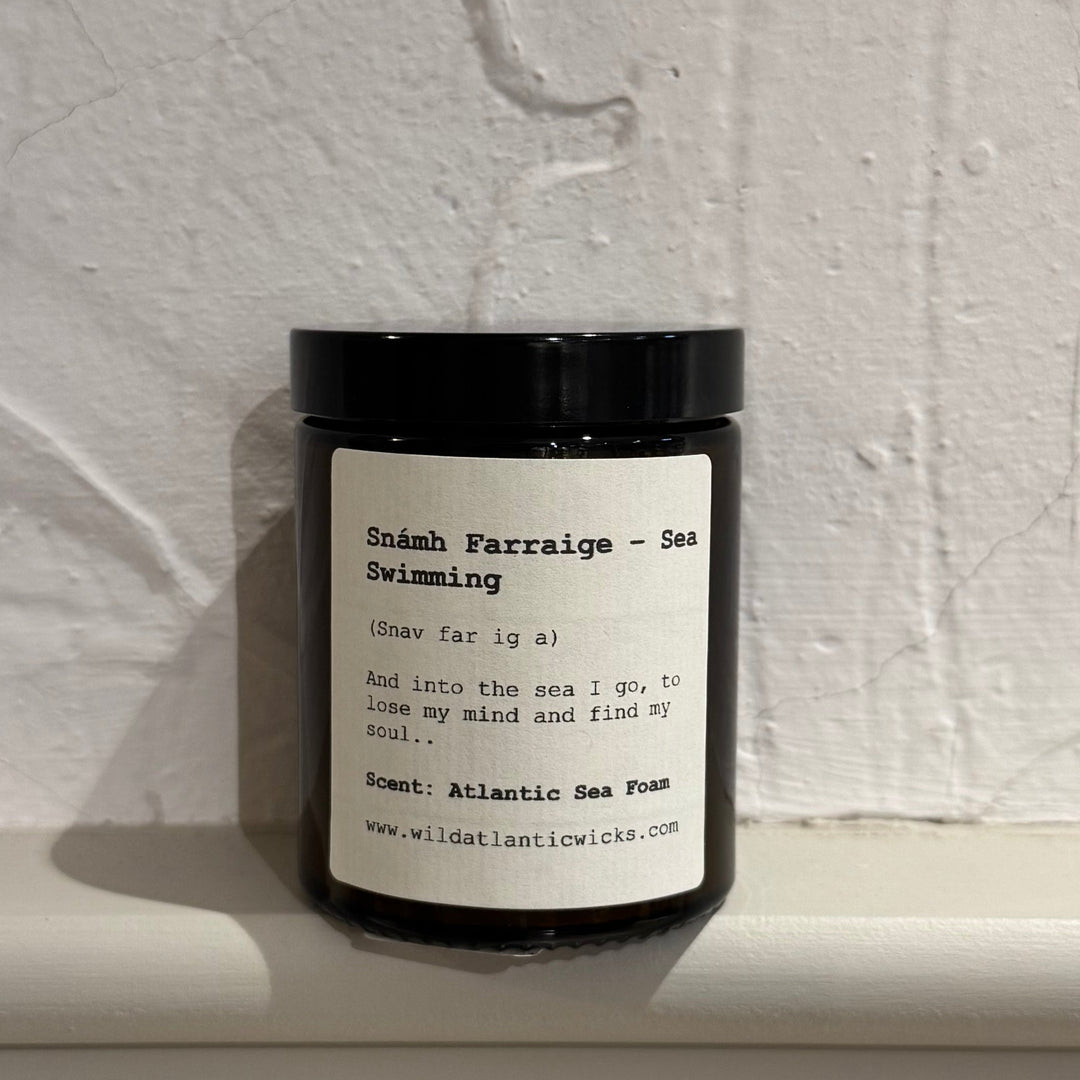 Snámh Farraige - Sea
Swimming
(Snav far ig a)
And into the sea I go, to
lose my mind and find my
soul..
Scent: Atlantic Sea Foam
www.wildatlanticwicks.com